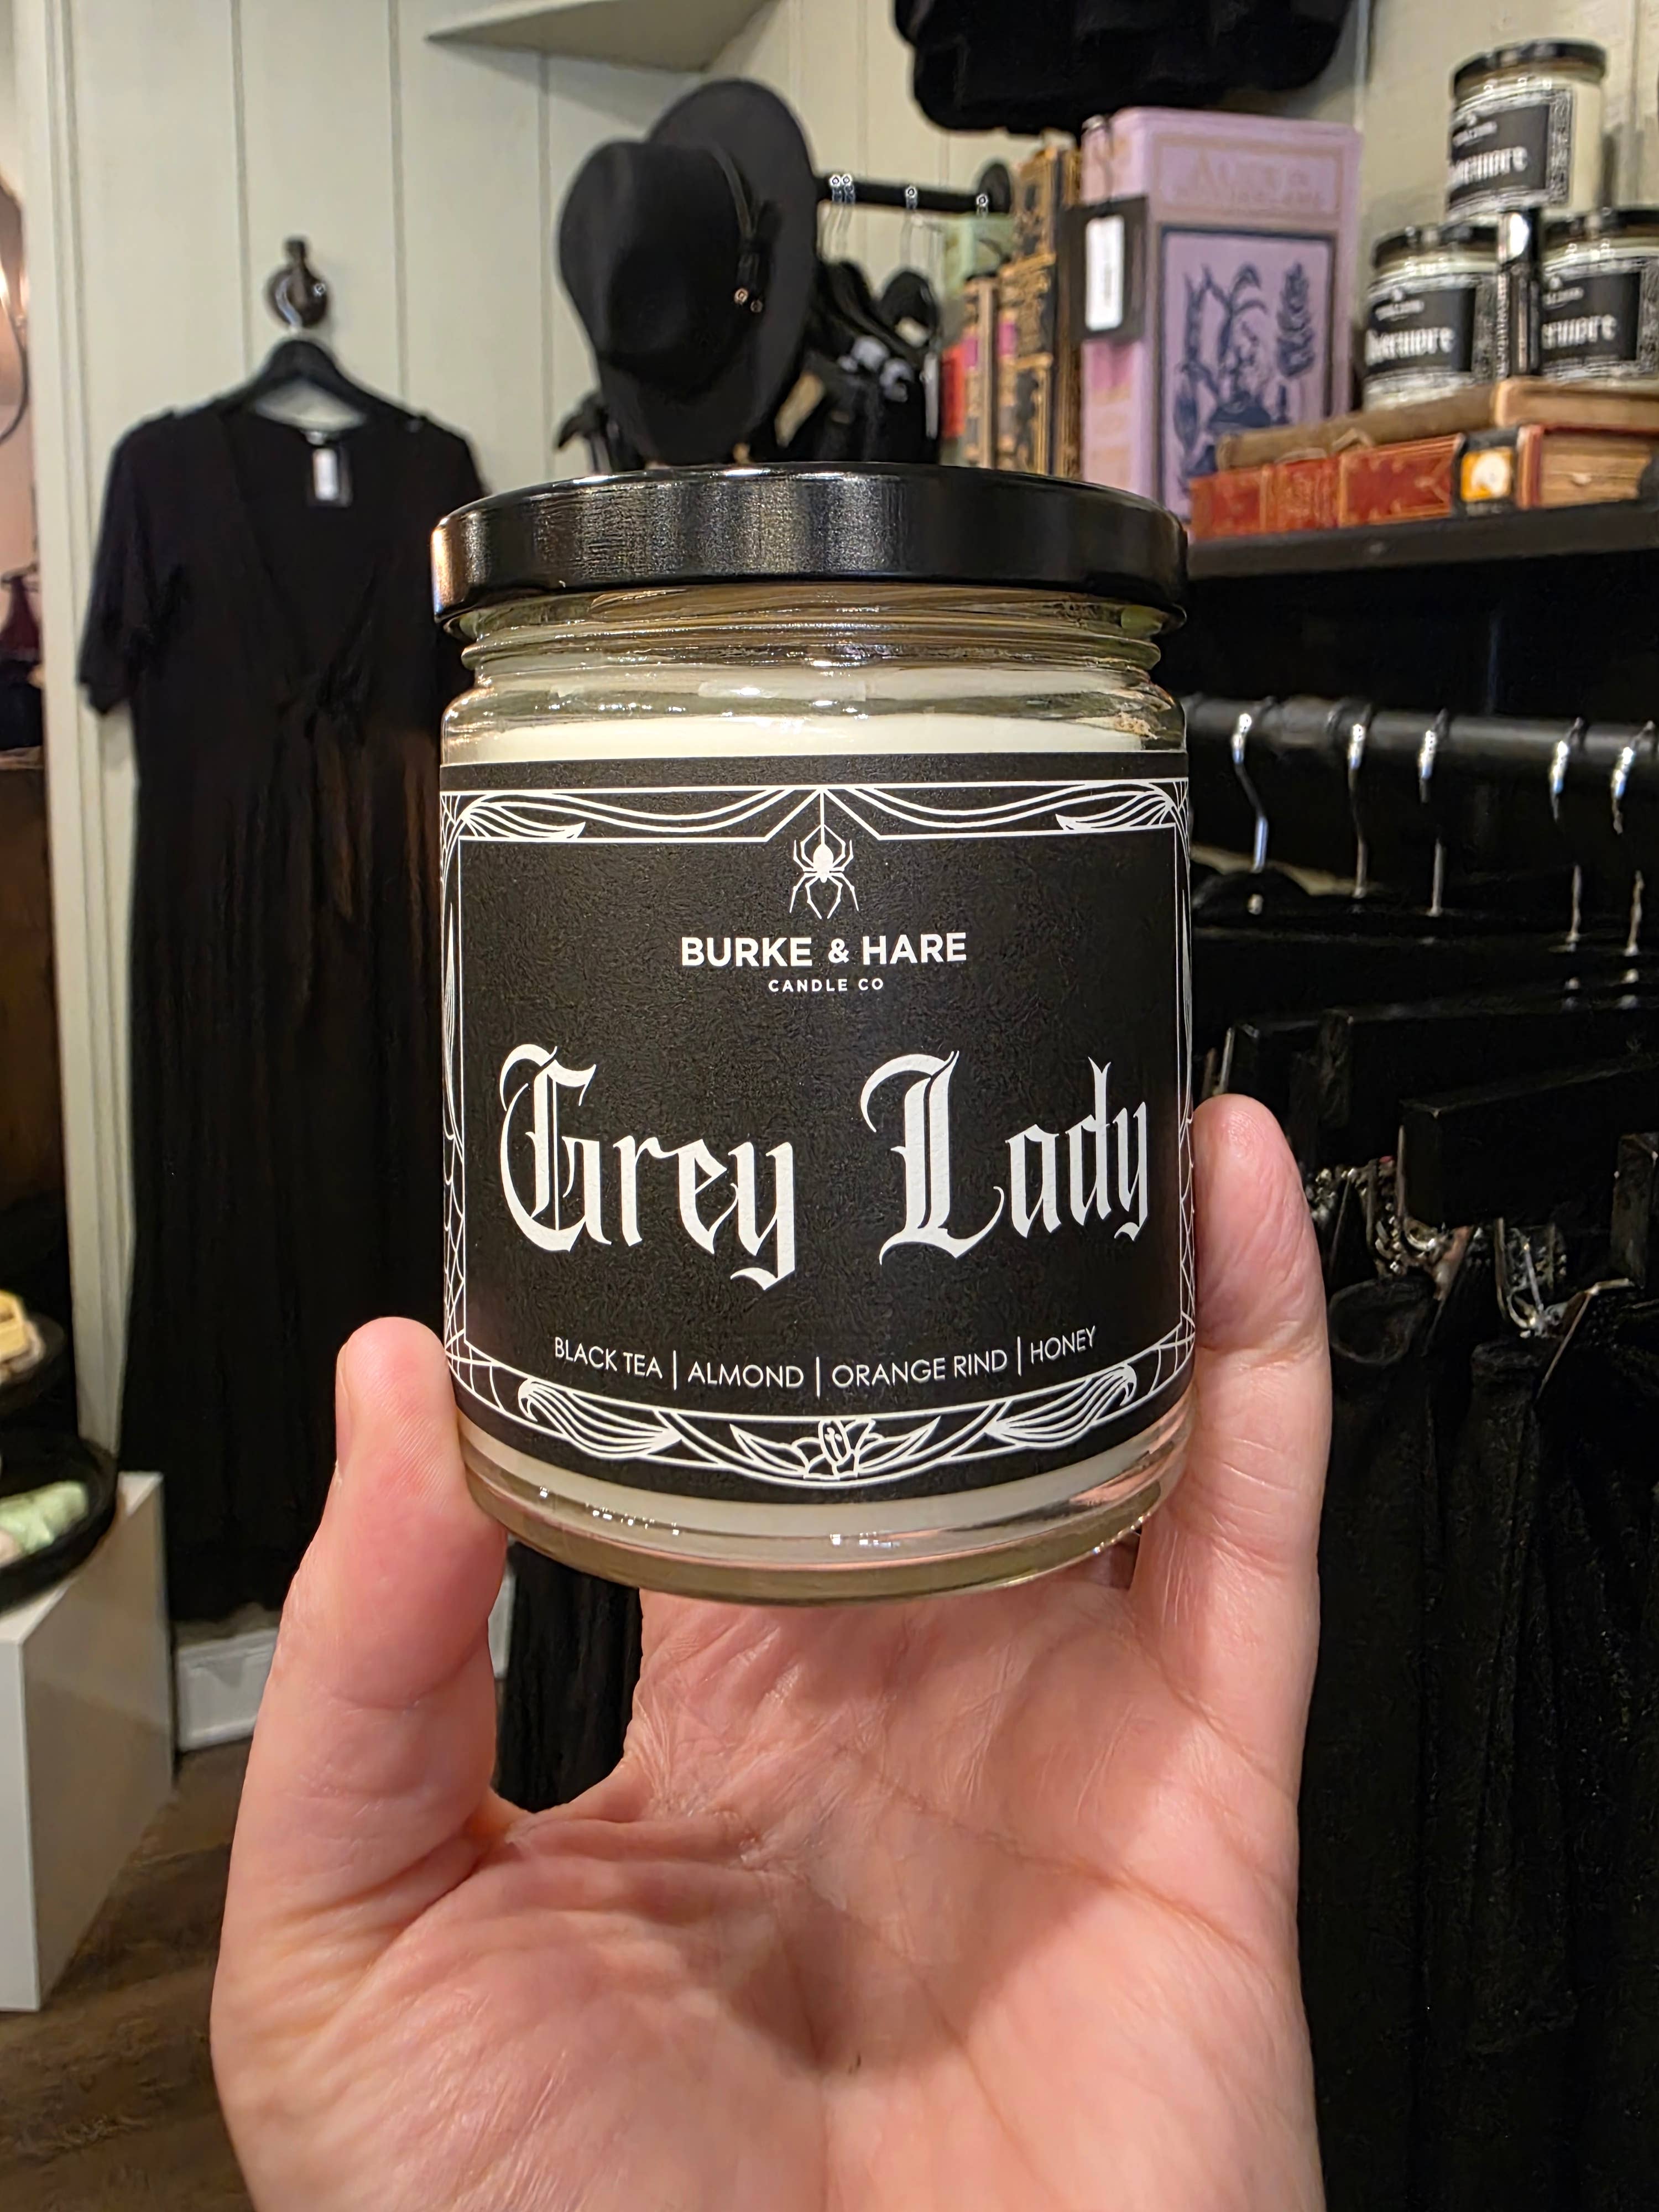 BURKE & HARE
CANDLE CO
Grey Lady
BLACK TEA | ALMOND | ORANGE RIND | HONEY